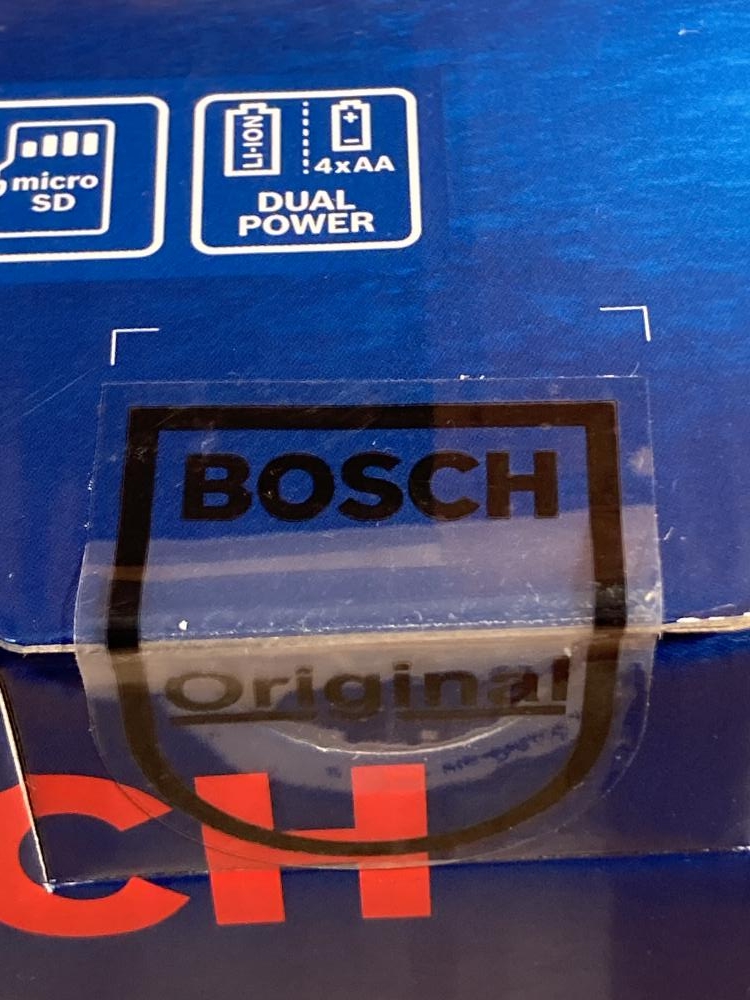 micro
SD
LI-ION
4xAA
DUAL
POWER
BOSCH
Original
CH